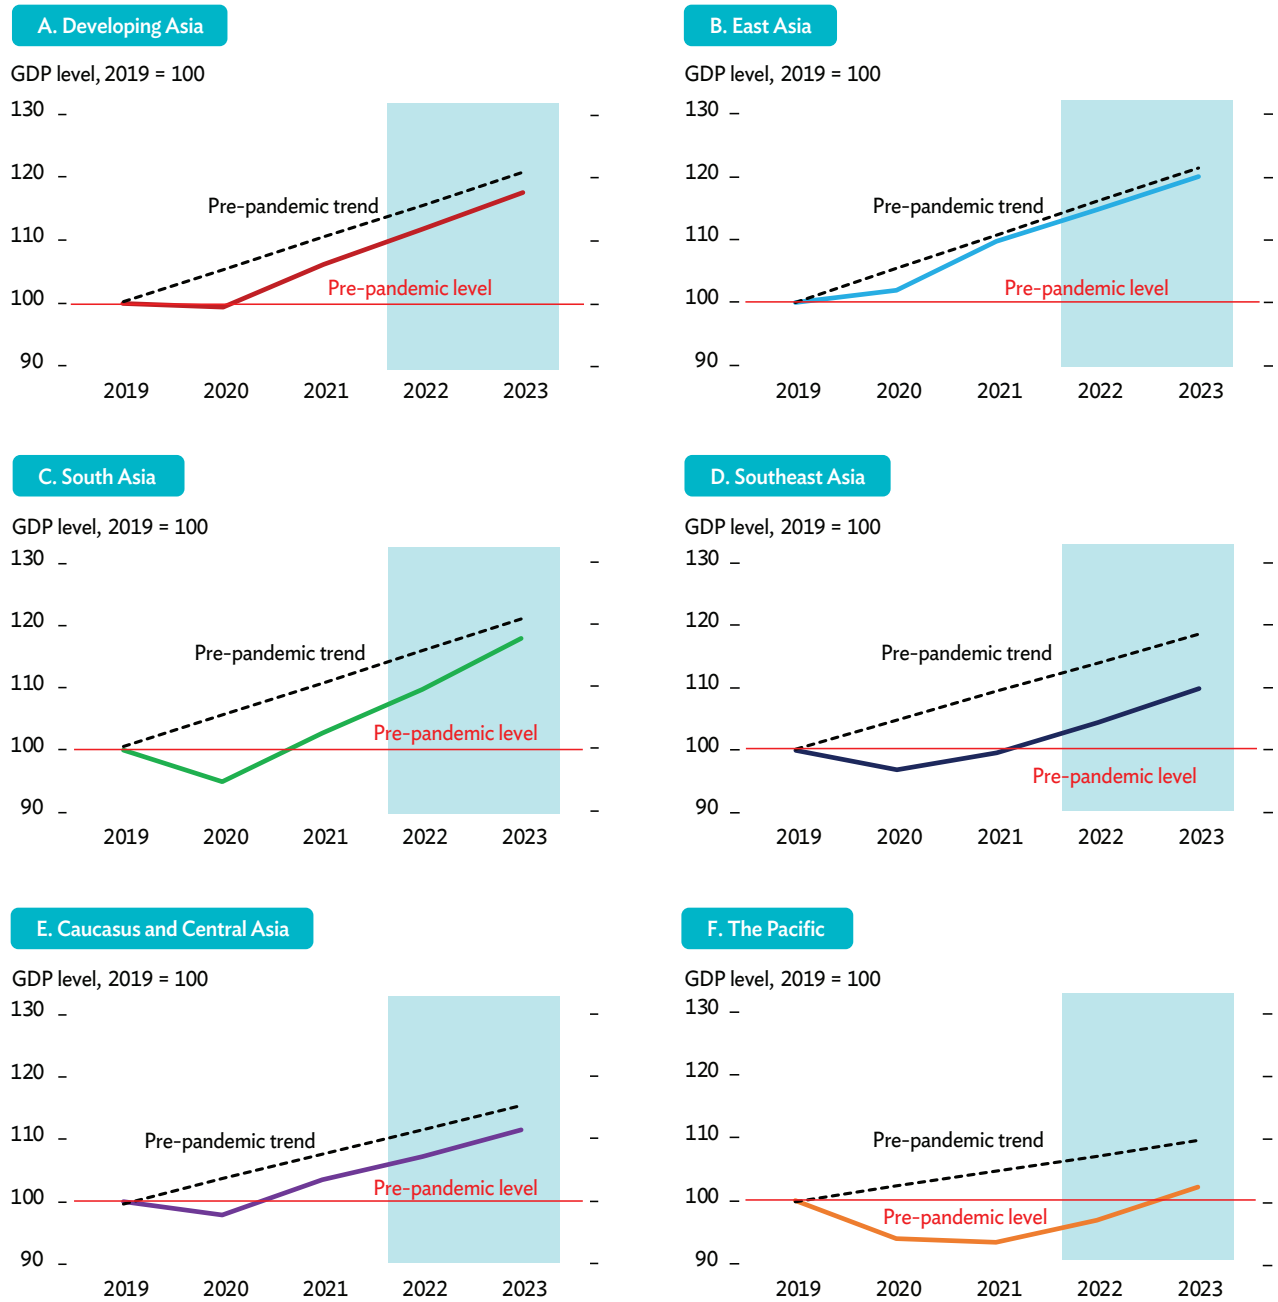 A. Developing Asia
GDP level, 2019 = 100
130
120
110
100
90
Pre-pandemic trend
Pre-pandemic level
2019 2020 2021 2022 2023
B. East Asia
GDP level, 2019 = 100
130
120
110
100
90
Pre-pandemic trend
Pre-pandemic level
2019 2020 2021 2022 2023
C. South Asia
GDP level, 2019 = 100
130
120
110
100
90
Pre-pandemic trend
Pre-pandemic level
2019 2020 2021 2022 2023
D. Southeast Asia
GDP level, 2019 = 100
130
120
110
100
90
Pre-pandemic trend
Pre-pandemic level
2019 2020 2021 2022 2023
E. Caucasus and Central Asia
GDP level, 2019 = 100
130
120
110
100
90
Pre-pandemic trend
Pre-pandemic level
2019 2020 2021 2022 2023
F. The Pacific
GDP level, 2019 = 100
130
120
110
100
90
Pre-pandemic trend
Pre-pandemic level
2019 2020 2021 2022 2023